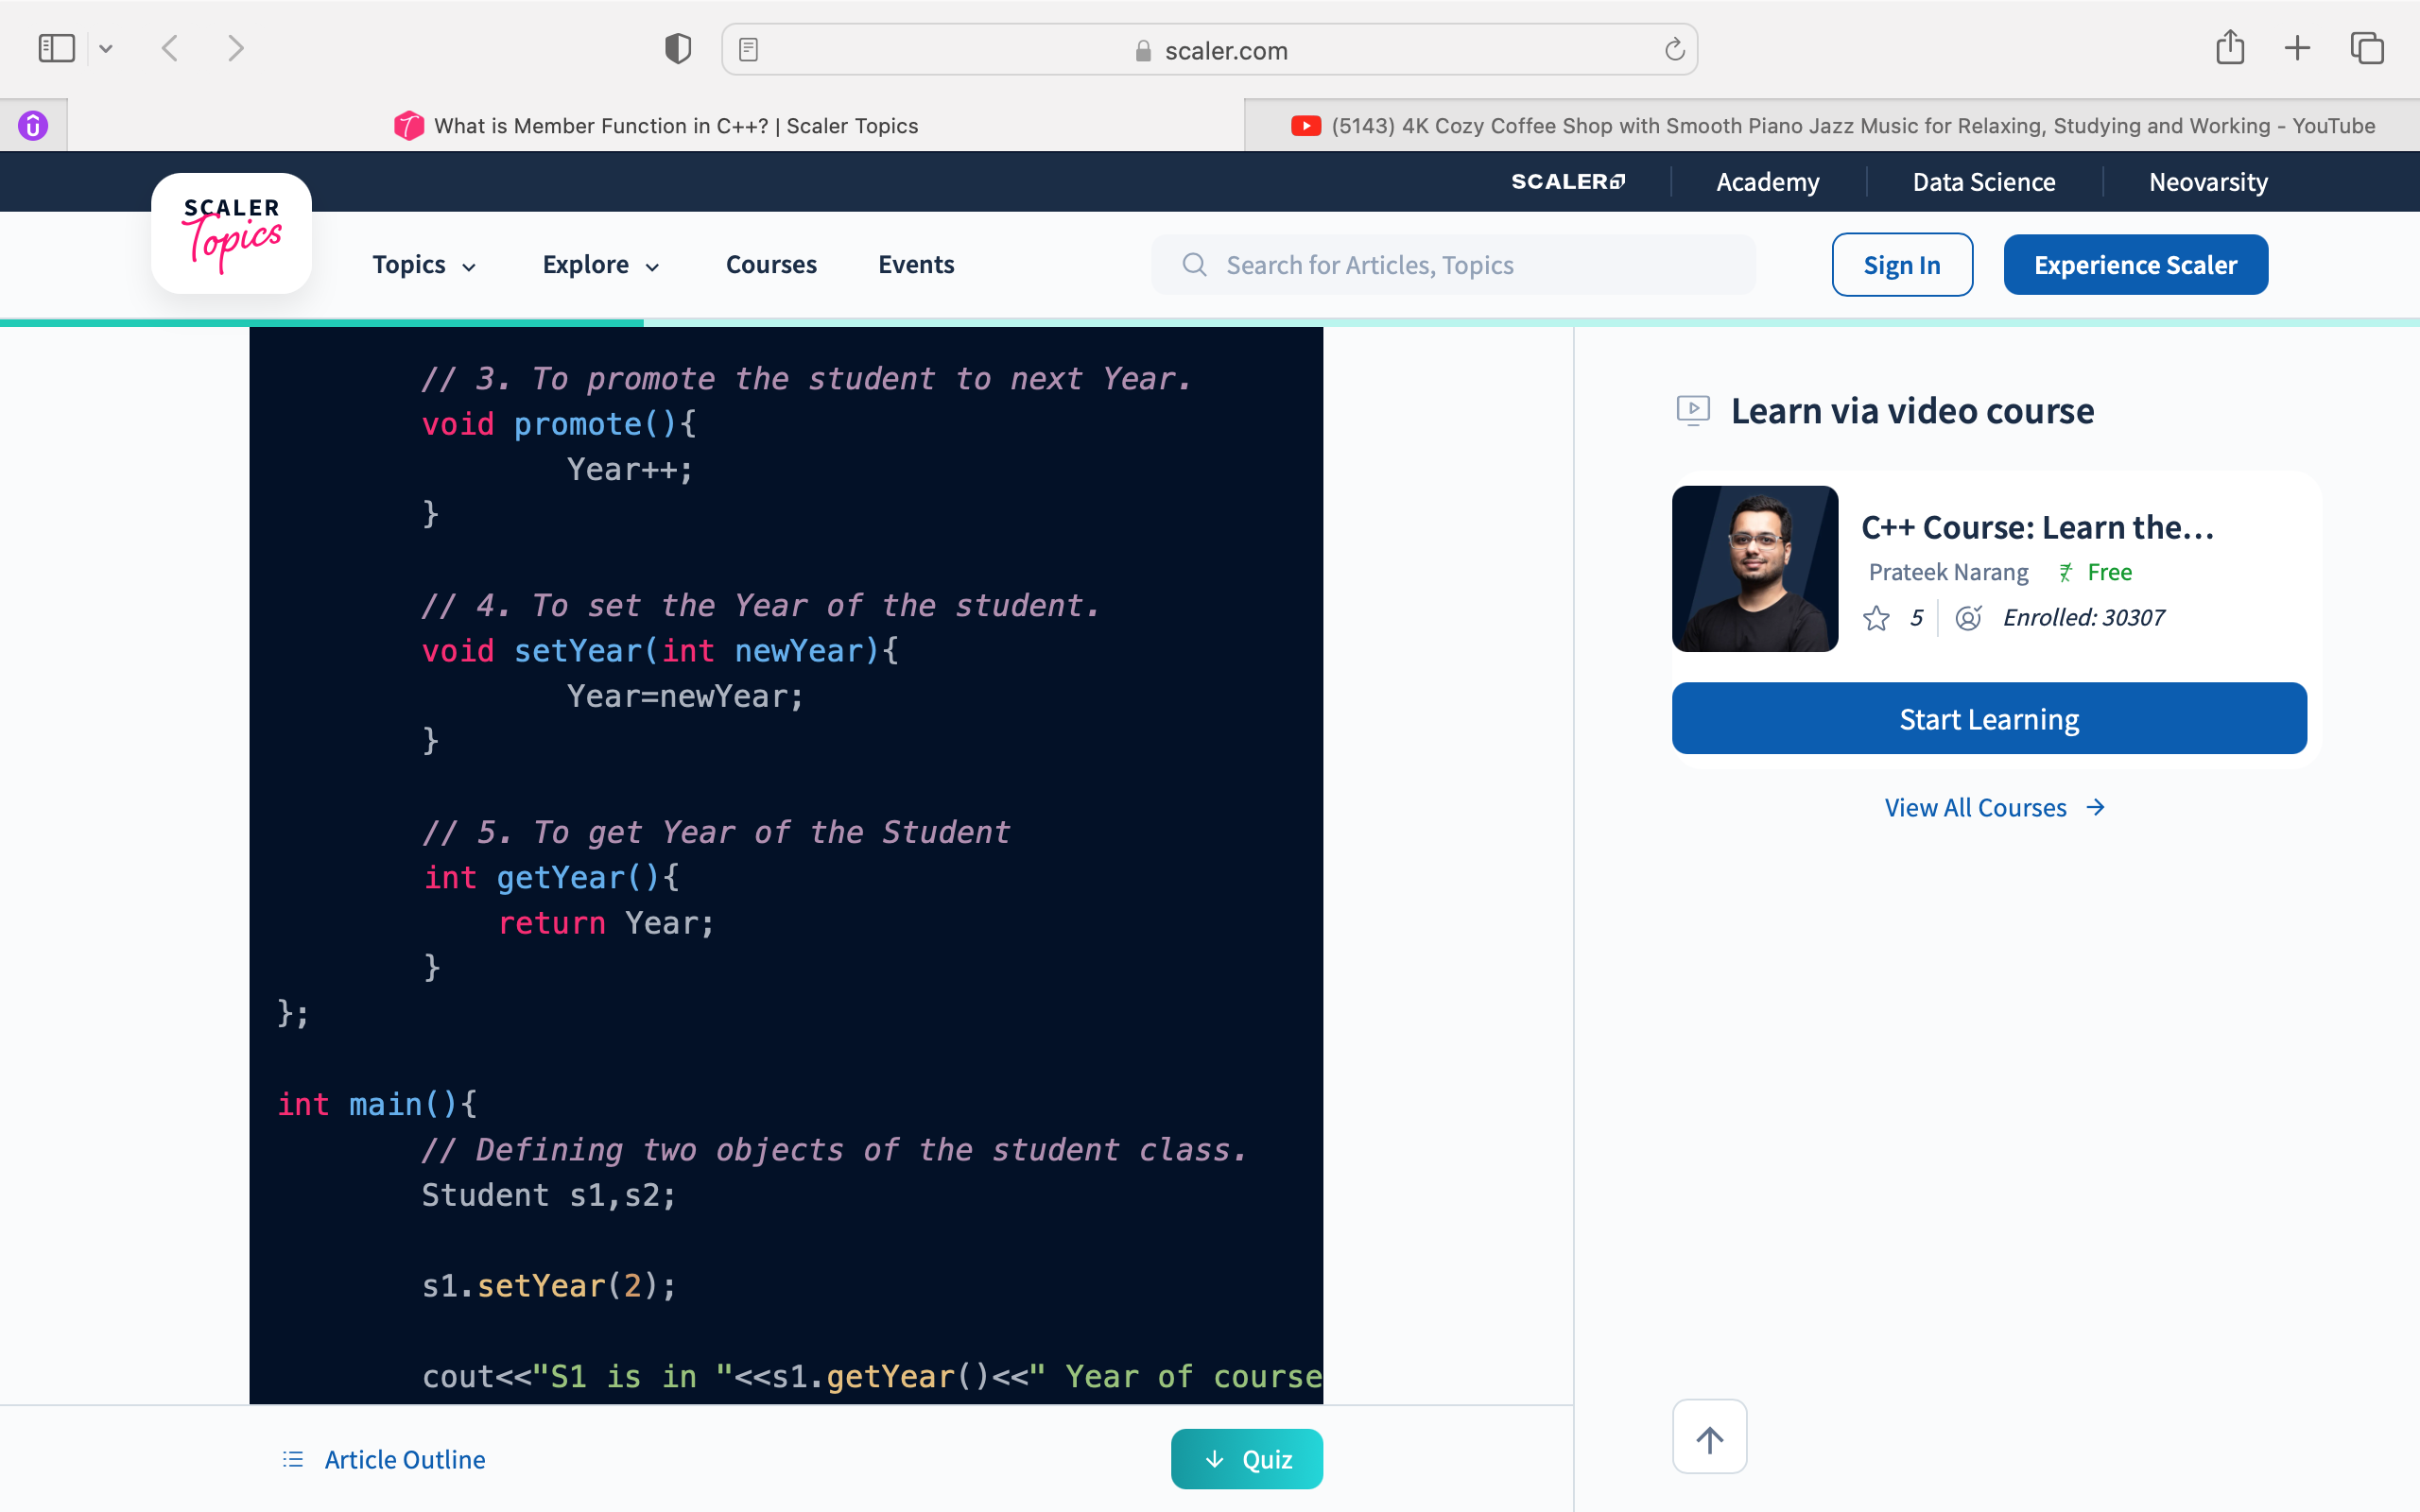 scaler.com
What is Member Function in C++? | Scaler Topics
(5143) 4K Cozy Coffee Shop with Smooth Piano Jazz Music for Relaxing, Studying and Working - YouTube
SCALER
Academy
Data Science
Neovarsity
SCALER
Topics
Topics
Explore
Courses
Events
Search for Articles, Topics
Sign In
Experience Scaler
// 3. To promote the student to next Year.
void promote(){
Year++;
}
// 4. To set the Year of the student.
void setYear(int newYear){
Year=newYear;
}
// 5. To get Year of the Student
int getYear(){
return Year;
}
};
int main(){
// Defining two objects of the student class.
Student s1,s2;
s1.setYear(2);
cout<<"S1 is in "<<s1.getYear()<<" Year of course
Learn via video course
C++ Course: Learn the...
Prateek Narang
Free
5
Enrolled: 30307
Start Learning
View All Courses →
Article Outline
Quiz